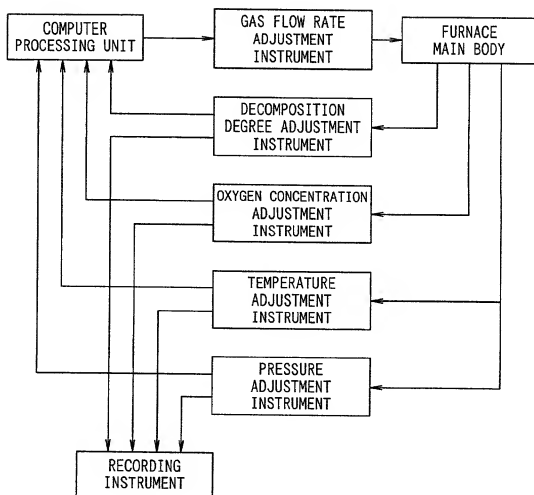 COMPUTER
PROCESSING UNIT
GAS FLOW RATE
ADJUSTMENT
INSTRUMENT
FURNACE
MAIN BODY
DECOMPOSITION
DEGREE ADJUSTMENT
INSTRUMENT
OXYGEN CONCENTRATION
ADJUSTMENT
INSTRUMENT
TEMPERATURE
ADJUSTMENT
INSTRUMENT
PRESSURE
ADJUSTMENT
INSTRUMENT
RECORDING
INSTRUMENT